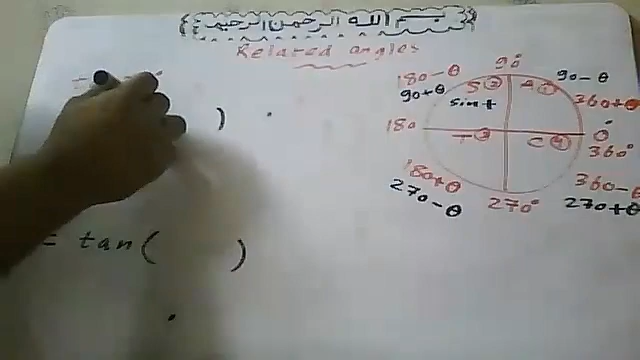 بسم الله الرحمن الرحيم
Related angles
90°
180-θ
90-θ
90+θ
S ②
A ①
360+θ
sin +
180
0°
T ③
C ④
360°
180+θ
360-θ
270-θ
270°
270+θ
)
= tan( )